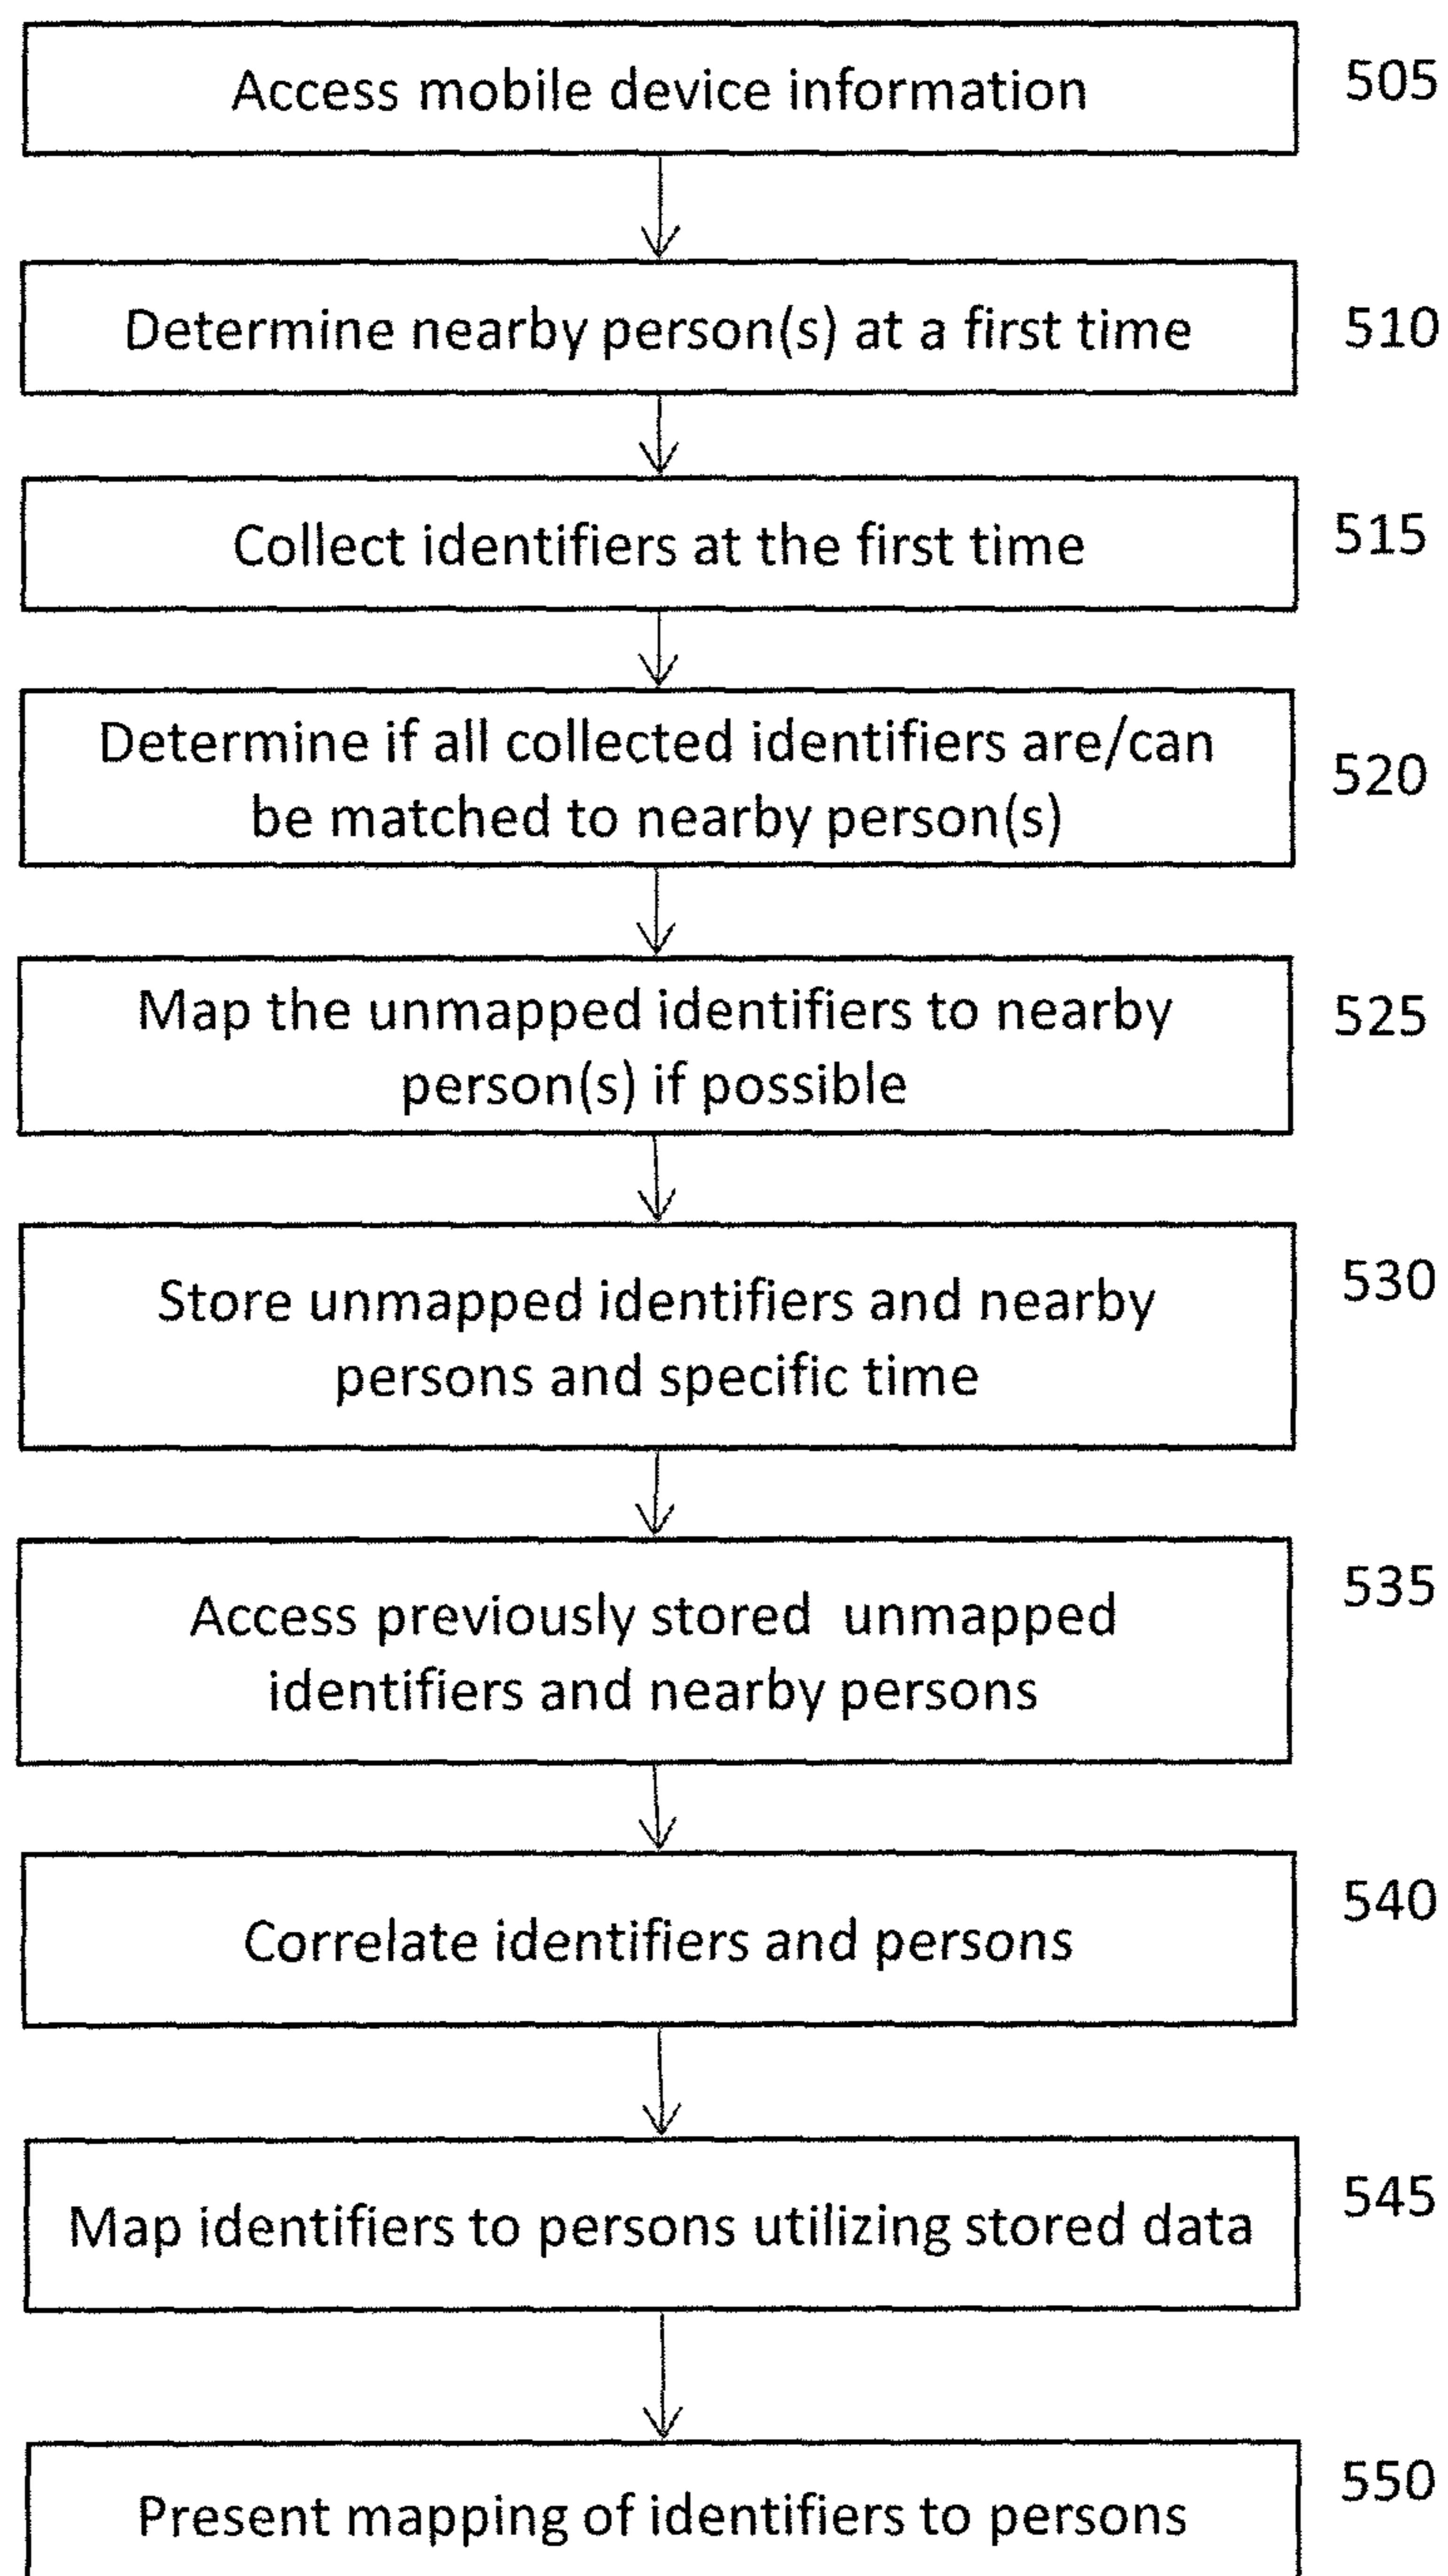 Access mobile device information
505
Determine nearby person(s) at a first time
510
Collect identifiers at the first time
515
Determine if all collected identifiers are/can
be matched to nearby person(s)
520
Map the unmapped identifiers to nearby
person(s) if possible
525
Store unmapped identifiers and nearby
persons and specific time
530
Access previously stored unmapped
identifiers and nearby persons
535
Correlate identifiers and persons
540
Map identifiers to persons utilizing stored data
545
Present mapping of identifiers to persons
550